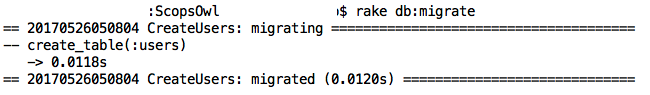 :ScopsOwl $ rake db:migrate
== 20170526050804 CreateUsers: migrating ======================================
-- create_table(:users)
   -> 0.0118s
== 20170526050804 CreateUsers: migrated (0.0120s) =============================